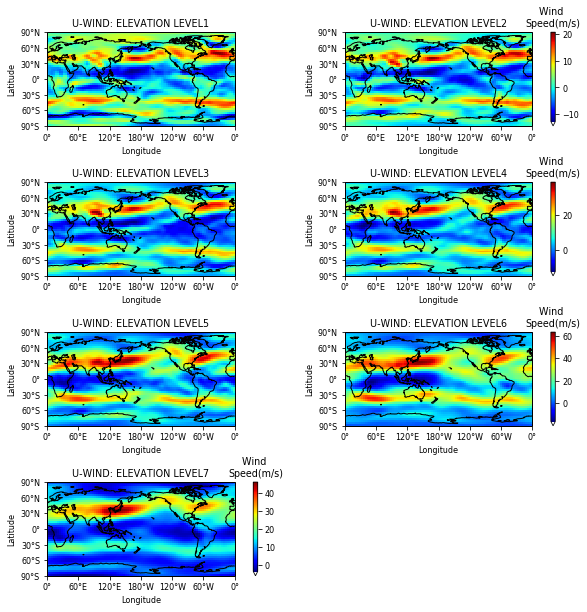 U-WIND: ELEVATION LEVEL1
90°N
60°N
30°N
0°
30°S
60°S
90°S
Latitude
0° 60°E 120°E 180°W 120°W 60°W 0°
Longitude
U-WIND: ELEVATION LEVEL2
90°N
60°N
30°N
0°
30°S
60°S
90°S
Latitude
0° 60°E 120°E 180°W 120°W 60°W 0°
Longitude
Wind
Speed(m/s)
20
10
0
−10
U-WIND: ELEVATION LEVEL3
90°N
60°N
30°N
0°
30°S
60°S
90°S
Latitude
0° 60°E 120°E 180°W 120°W 60°W 0°
Longitude
U-WIND: ELEVATION LEVEL4
90°N
60°N
30°N
0°
30°S
60°S
90°S
Latitude
0° 60°E 120°E 180°W 120°W 60°W 0°
Longitude
Wind
Speed(m/s)
20
0
U-WIND: ELEVATION LEVEL5
90°N
60°N
30°N
0°
30°S
60°S
90°S
Latitude
0° 60°E 120°E 180°W 120°W 60°W 0°
Longitude
U-WIND: ELEVATION LEVEL6
90°N
60°N
30°N
0°
30°S
60°S
90°S
Latitude
0° 60°E 120°E 180°W 120°W 60°W 0°
Longitude
Wind
Speed(m/s)
60
40
20
0
U-WIND: ELEVATION LEVEL7
90°N
60°N
30°N
0°
30°S
60°S
90°S
Latitude
0° 60°E 120°E 180°W 120°W 60°W 0°
Longitude
Wind
Speed(m/s)
40
30
20
10
0